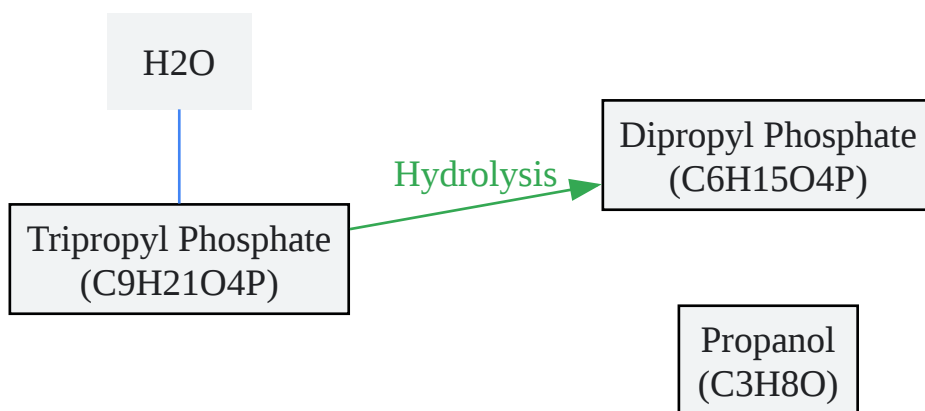 H2O
Tripropyl Phosphate
(C9H21O4P)
Hydrolysis
Dipropyl Phosphate
(C6H15O4P)
Propanol
(C3H8O)